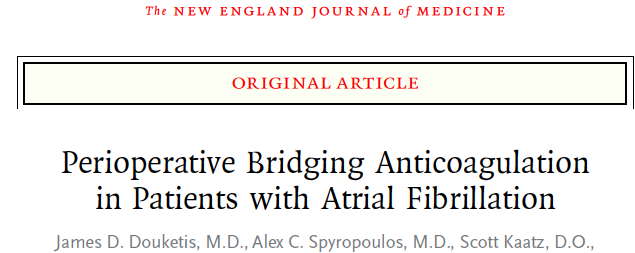 The NEW ENGLAND JOURNAL of MEDICINE
ORIGINAL ARTICLE
Perioperative Bridging Anticoagulation
in Patients with Atrial Fibrillation
James D. Douketis, M.D., Alex C. Spyropoulos, M.D., Scott Kaatz, D.O.,